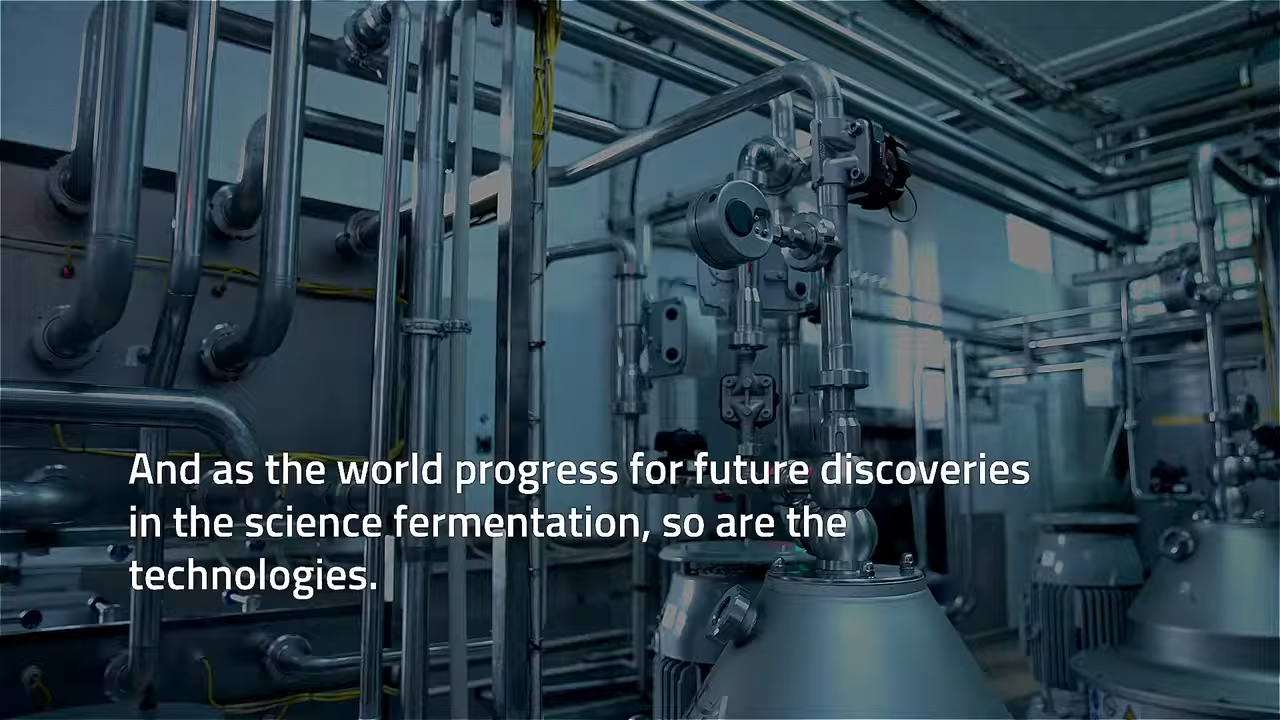 And as the world progress for future discoveries
in the science fermentation, so are the
technologies.